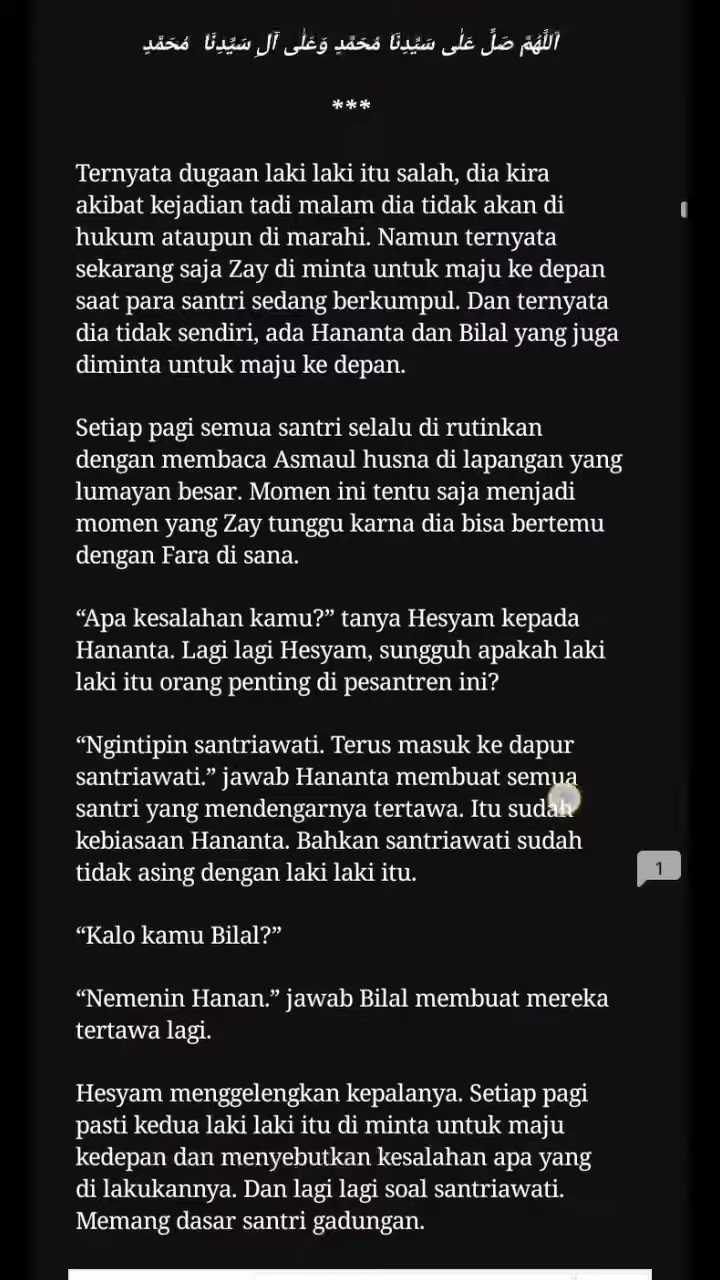 اَللّٰهُمَّ صَلِّ عَلٰى سَيِّدِنَا مُحَمَّدٍ وَعَلٰى آلِ سَيِّدِنَا مُحَمَّدٍ
***
Ternyata dugaan laki laki itu salah, dia kira
akibat kejadian tadi malam dia tidak akan di
hukum ataupun di marahi. Namun ternyata
sekarang saja Zay di minta untuk maju ke depan
saat para santri sedang berkumpul. Dan ternyata
dia tidak sendiri, ada Hananta dan Bilal yang juga
diminta untuk maju ke depan.
Setiap pagi semua santri selalu di rutinkan
dengan membaca Asmaul husna di lapangan yang
lumayan besar. Momen ini tentu saja menjadi
momen yang Zay tunggu karna dia bisa bertemu
dengan Fara di sana.
“Apa kesalahan kamu?” tanya Hesyam kepada
Hananta. Lagi lagi Hesyam, sungguh apakah laki
laki itu orang penting di pesantren ini?
“Ngintipin santriawati. Terus masuk ke dapur
santriawati.” jawab Hananta membuat semua
santri yang mendengarnya tertawa. Itu sudah
kebiasaan Hananta. Bahkan santriawati sudah
tidak asing dengan laki laki itu.
1
“Kalo kamu Bilal?”
“Nemenin Hanan.” jawab Bilal membuat mereka
tertawa lagi.
Hesyam menggelengkan kepalanya. Setiap pagi
pasti kedua laki laki itu di minta untuk maju
kedepan dan menyebutkan kesalahan apa yang
di lakukannya. Dan lagi lagi soal santriawati.
Memang dasar santri gadungan.